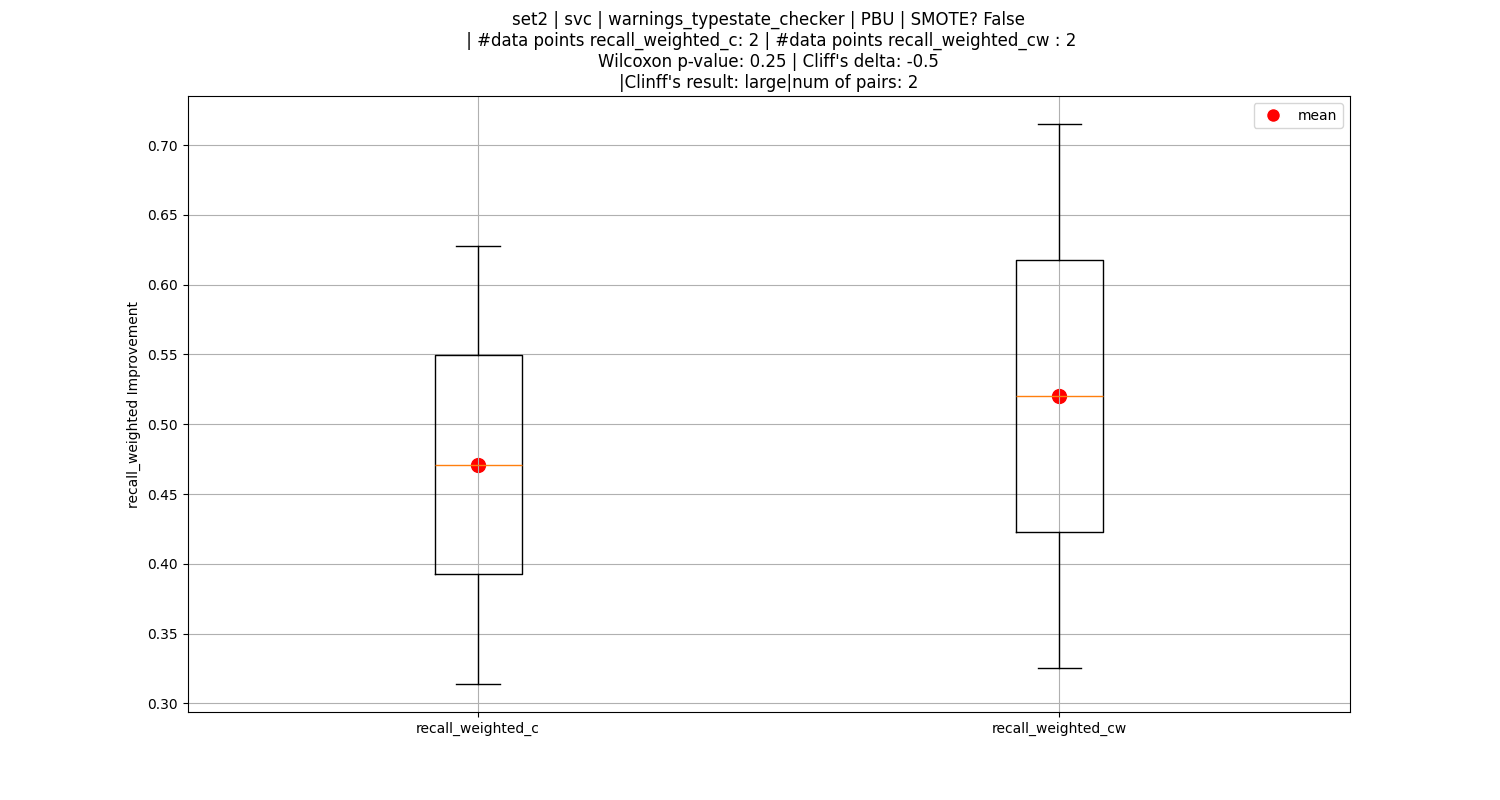 set2 | svc | warnings_typestate_checker | PBU | SMOTE? False
| #data points recall_weighted_c: 2 | #data points recall_weighted_cw : 2
Wilcoxon p-value: 0.25 | Cliff's delta: -0.5
|Clinff's result: large|num of pairs: 2
mean
0.70
0.65
0.60
0.55
0.50
0.45
0.40
0.35
0.30
recall_weighted Improvement
recall_weighted_c
recall_weighted_cw